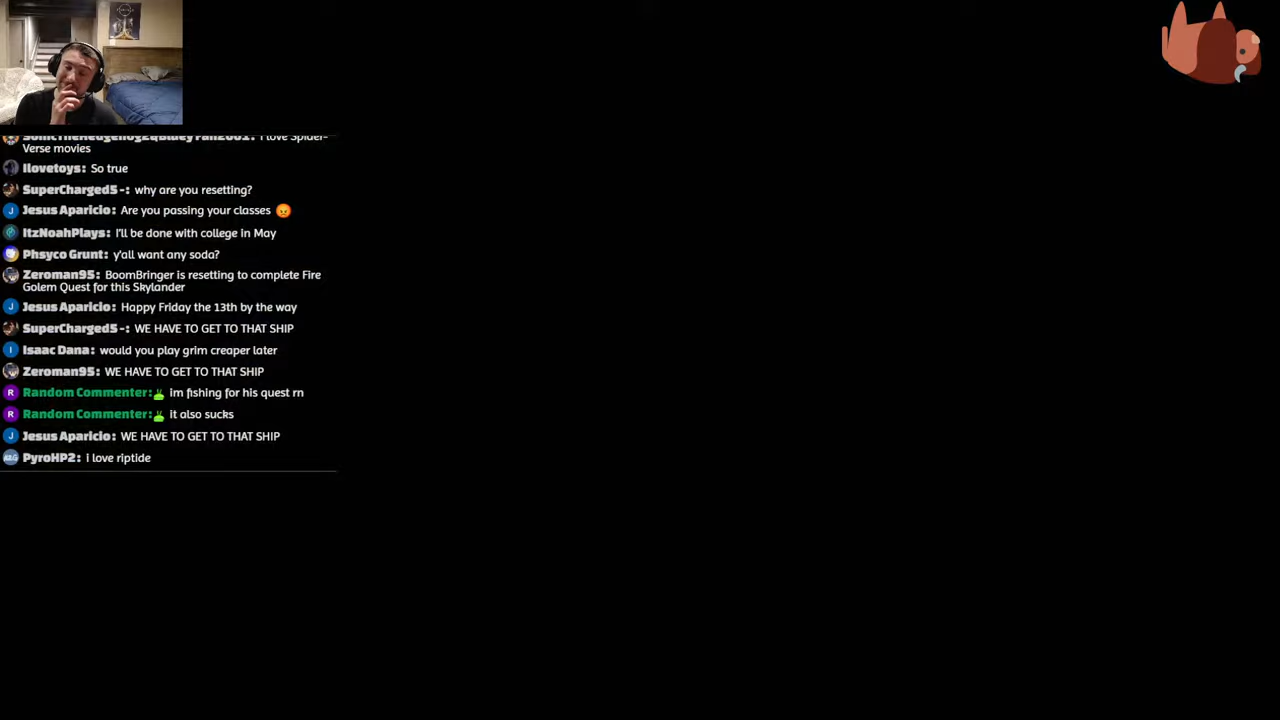 I love Spider-
Verse movies
Ilovetoys: So true
SuperCharged5 -: why are you resetting?
Jesus Aparicio: Are you passing your classes 😡
ItzNoahPlays: I'll be done with college in May
Phsyco Grunt: y'all want any soda?
Zeroman95: BoomBringer is resetting to complete Fire
Golem Quest for this Skylander
Jesus Aparicio: Happy Friday the 13th by the way
SuperCharged5 -: WE HAVE TO GET TO THAT SHIP
Isaac Dana: would you play grim creaper later
Zeroman95: WE HAVE TO GET TO THAT SHIP
Random Commenter: im fishing for his quest rn
Random Commenter: it also sucks
Jesus Aparicio: WE HAVE TO GET TO THAT SHIP
PyroHP2: i love riptide